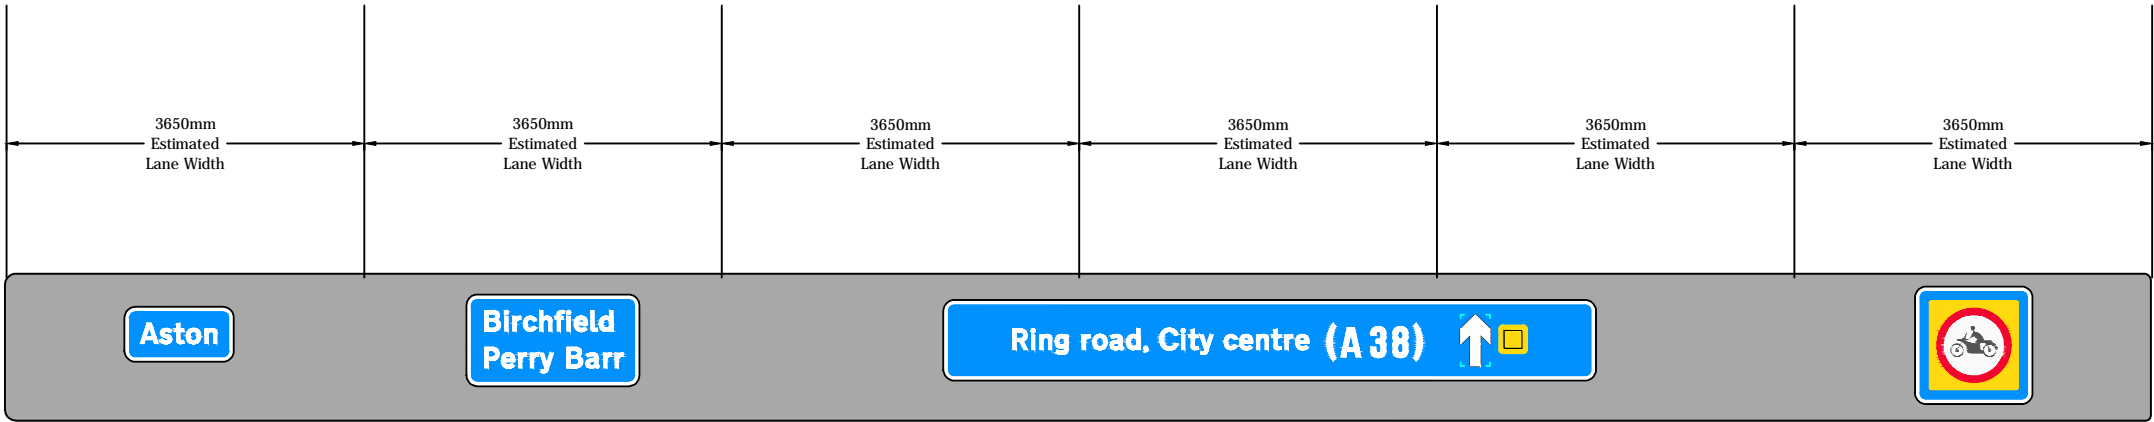 3650mm
Estimated
Lane Width
3650mm
Estimated
Lane Width
3650mm
Estimated
Lane Width
3650mm
Estimated
Lane Width
3650mm
Estimated
Lane Width
3650mm
Estimated
Lane Width
Aston
Birchfield
Perry Barr
Ring road, City centre (A 38)